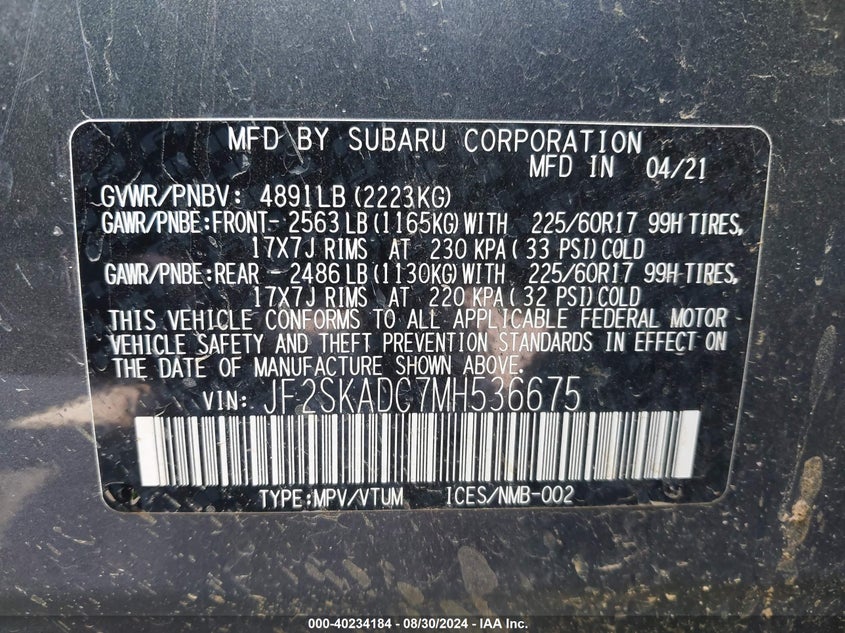 MFD BY SUBARU CORPORATION
MFD IN 04/21
GVWR/PNBV: 4891LB (2223KG)
GAWR/PNBE:FRONT- 2563 LB (1165KG) WITH 225/60R17 99H TIRES,
17X7J RIMS AT 230 KPA ( 33 PSI) COLD
GAWR/PNBE:REAR - 2486 LB (1130KG) WITH 225/60R17 99H TIRES,
17X7J RIMS AT 220 KPA ( 32 PSI) COLD
THIS VEHICLE CONFORMS TO ALL APPLICABLE FEDERAL MOTOR
VEHICLE SAFETY AND THEFT PREVENTION STANDARDS IN EFFECT ON
THE DATE OF MANUFACTURE SHOWN ABOVE.
VIN: JF2SKADC7MH536675
TYPE:MPV/VTUM ICES/NMB-002
000-40234184 - 08/30/2024 - IAA Inc.